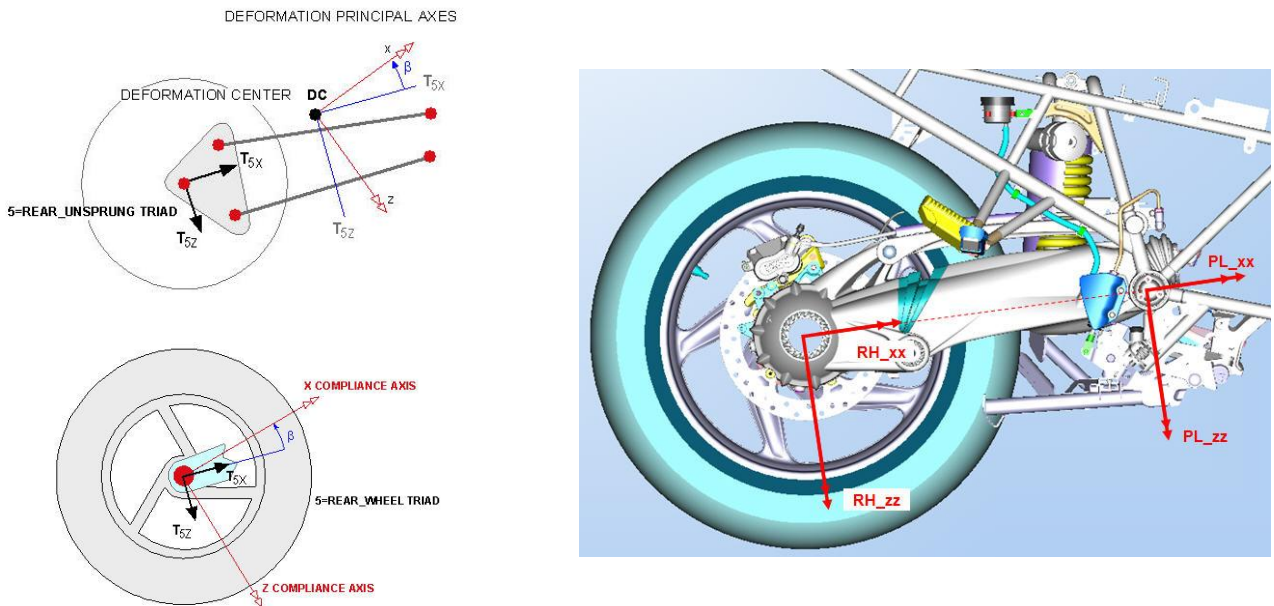 DEFORMATION PRINCIPAL AXES
x
β
T5X
DEFORMATION CENTER
DC
T5X
5=REAR_UNSPRUNG TRIAD
T5Z
z
T5Z
X COMPLIANCE AXIS
β
T5X
5=REAR_WHEEL TRIAD
T5Z
Z COMPLIANCE AXIS
PL_xx
RH_xx
PL_zz
RH_zz